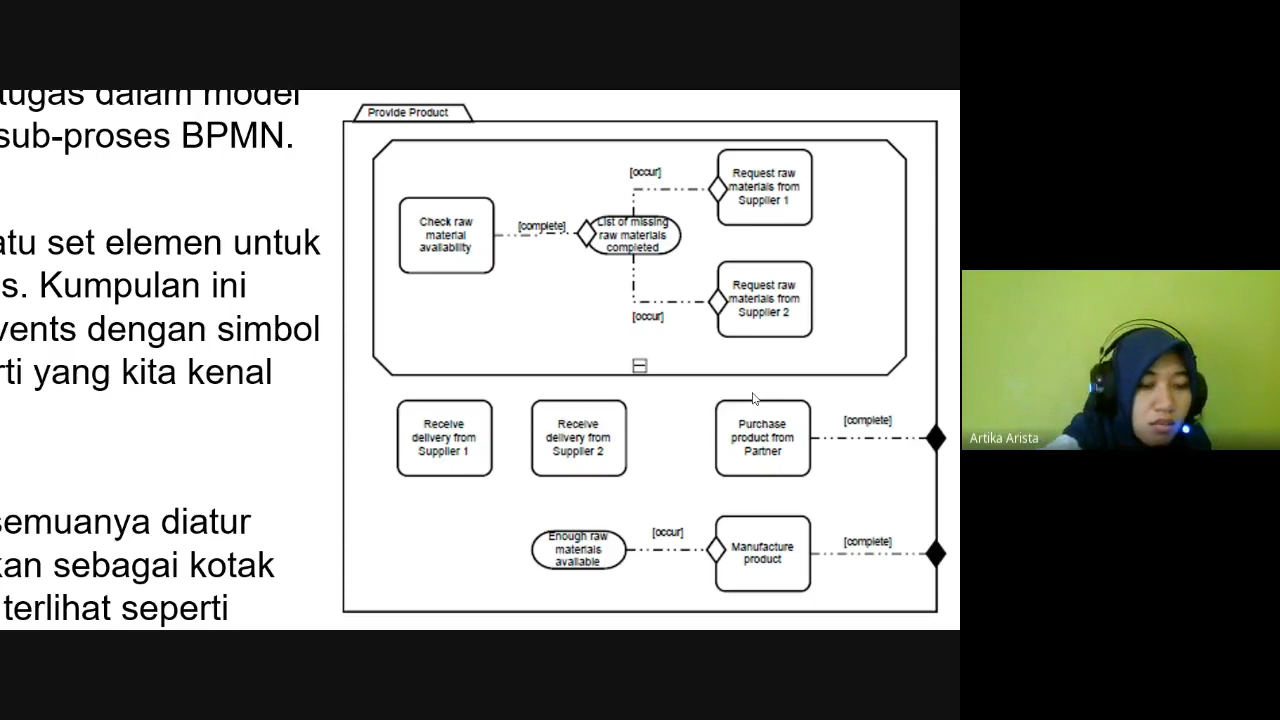 tugas dalam model
sub-proses BPMN.
atu set elemen untuk
s. Kumpulan ini
vents dengan simbol
rti yang kita kenal
semuanya diatur
kan sebagai kotak
terlihat seperti
Provide Product
Check raw
material
availability
[complete]
List of missing
raw materials
completed
[occur]
Request raw
materials from
Supplier 1
[occur]
Request raw
materials from
Supplier 2
Receive
delivery from
Supplier 1
Receive
delivery from
Supplier 2
Purchase
product from
Partner
[complete]
Enough raw
materials
available
[occur]
Manufacture
product
[complete]
Artika Arista